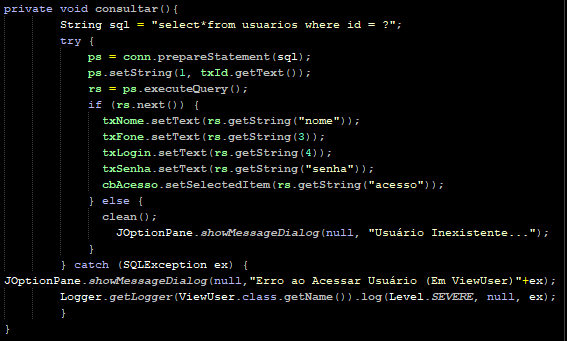 private void consultar(){
String sql = "select*from usuarios where id = ?";
try {
ps = conn.prepareStatement(sql);
ps.setString(1, txId.getText());
rs = ps.executeQuery();
if (rs.next()) {
txNome.setText(rs.getString("nome"));
txFone.setText(rs.getString(3));
txLogin.setText(rs.getString(4));
txSenha.setText(rs.getString("senha"));
cbAcesso.setSelectedItem(rs.getString("acesso"));
} else {
clean();
JOptionPane.showMessageDialog(null, "Usuário Inexistente...");
}
} catch (SQLException ex) {
JOptionPane.showMessageDialog(null,"Erro ao Acessar Usuário (Em ViewUser)"+ex);
Logger.getLogger(ViewUser.class.getName()).log(Level.SEVERE, null, ex);
}
}